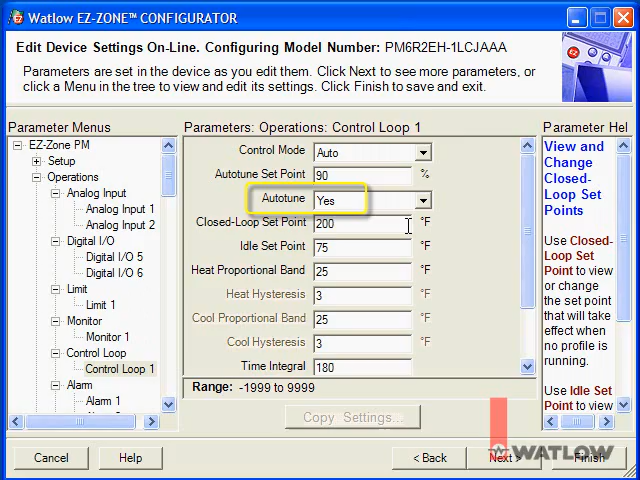 Watlow EZ-ZONE™ CONFIGURATOR
Edit Device Settings On-Line. Configuring Model Number: PM6R2EH-1LCJAAA
Parameters are set in the device as you edit them. Click Next to see more parameters, or
click a Menu in the tree to view and edit its settings. Click Finish to save and exit.
Parameter Menus
EZ-Zone PM
Setup
Operations
Analog Input
Analog Input 1
Analog Input 2
Digital I/O
Digital I/O 5
Digital I/O 6
Limit
Limit 1
Monitor
Monitor 1
Control Loop
Control Loop 1
Alarm
Alarm 1
Parameters: Operations: Control Loop 1
Control Mode Auto
Autotune Set Point 90 %
Autotune Yes
Closed-Loop Set Point 200 °F
Idle Set Point 75 °F
Heat Proportional Band 25 °F
Heat Hysteresis 3 °F
Cool Proportional Band 25 °F
Cool Hysteresis 3 °F
Time Integral 180
Range: -1999 to 9999
Copy Settings...
Parameter Hel
View and
Change
Closed-
Loop Set
Points
Use Closed-
Loop Set
Point to view
or change
the set point
that will take
effect when
no profile is
running.
Use Idle Set
Point to view
Cancel
Help
< Back
Next >
Finish
WATLOW